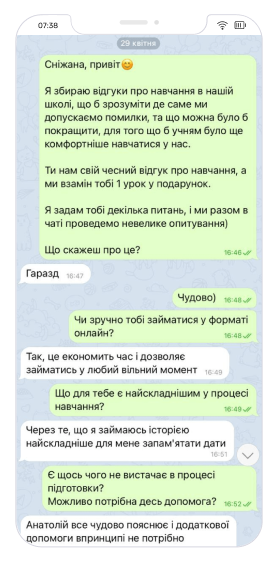 07:38
29 квітня
Сніжана, привіт😊
Я збираю відгуки про навчання в нашій
школі, що б зрозуміти де саме ми
допускаємо помилки, та що можна було б
покращити, для того що б учням було ще
комфортніше навчатися у нас.
Ти нам свій чесний відгук про навчання, а
ми взамін тобі 1 урок у подарунок.
Я задам тобі декілька питань, і ми разом в
чаті проведемо невелике опитування)
Що скажеш про це?
16:46
Гаразд 16:47
Чудово) 16:48
Чи зручно тобі займатися у форматі
онлайн? 16:48
Так, це економить час і дозволяє
займатись у любий вільний момент 16:49
Що для тебе є найскладнішим у процесі
навчання? 16:49
Через те, що я займаюсь історією
найскладніше для мене запам'ятати дати
16:51
Є щось чого не вистачає в процесі
підготовки?
Можливо потрібна десь допомога? 16:52
Анатолій все чудово пояснює і додаткової
допомоги впринципі не потрібно